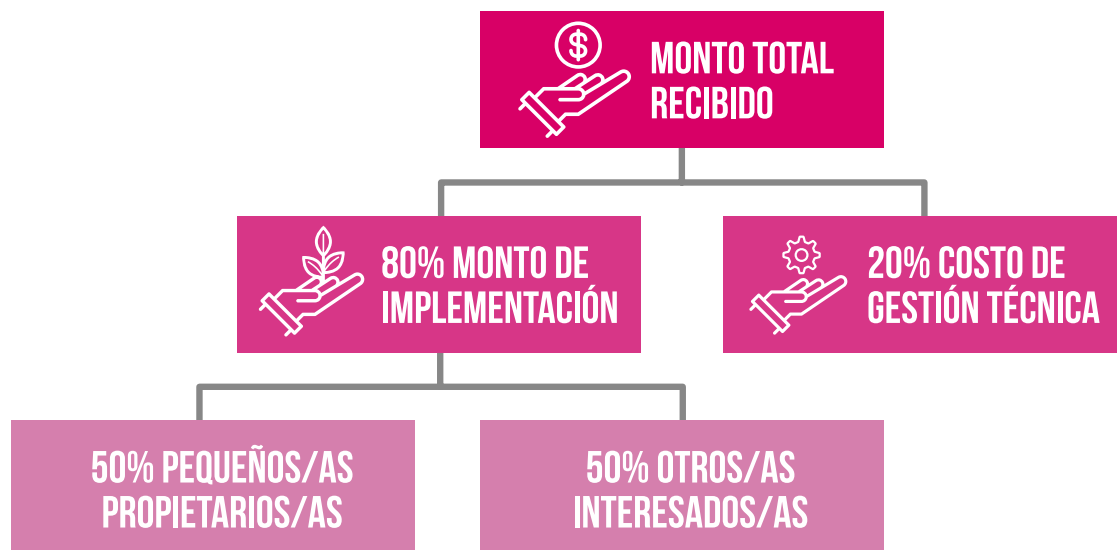 $
MONTO TOTAL
RECIBIDO
80% MONTO DE
IMPLEMENTACIÓN
20% COSTO DE
GESTIÓN TÉCNICA
50% PEQUEÑOS/AS
PROPIETARIOS/AS
50% OTROS/AS
INTERESADOS/AS